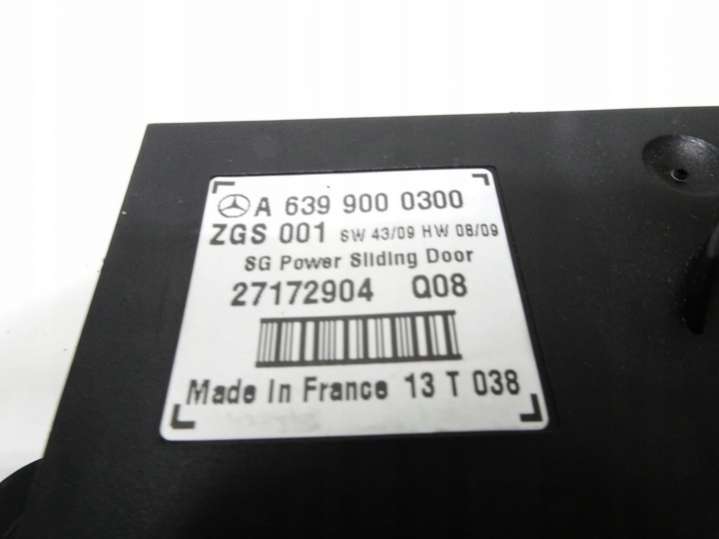 A 639 900 0300
ZGS 001 SW 43/09 HW 08/09
SG Power Sliding Door
27172904 Q08
Made In France 13 T 038